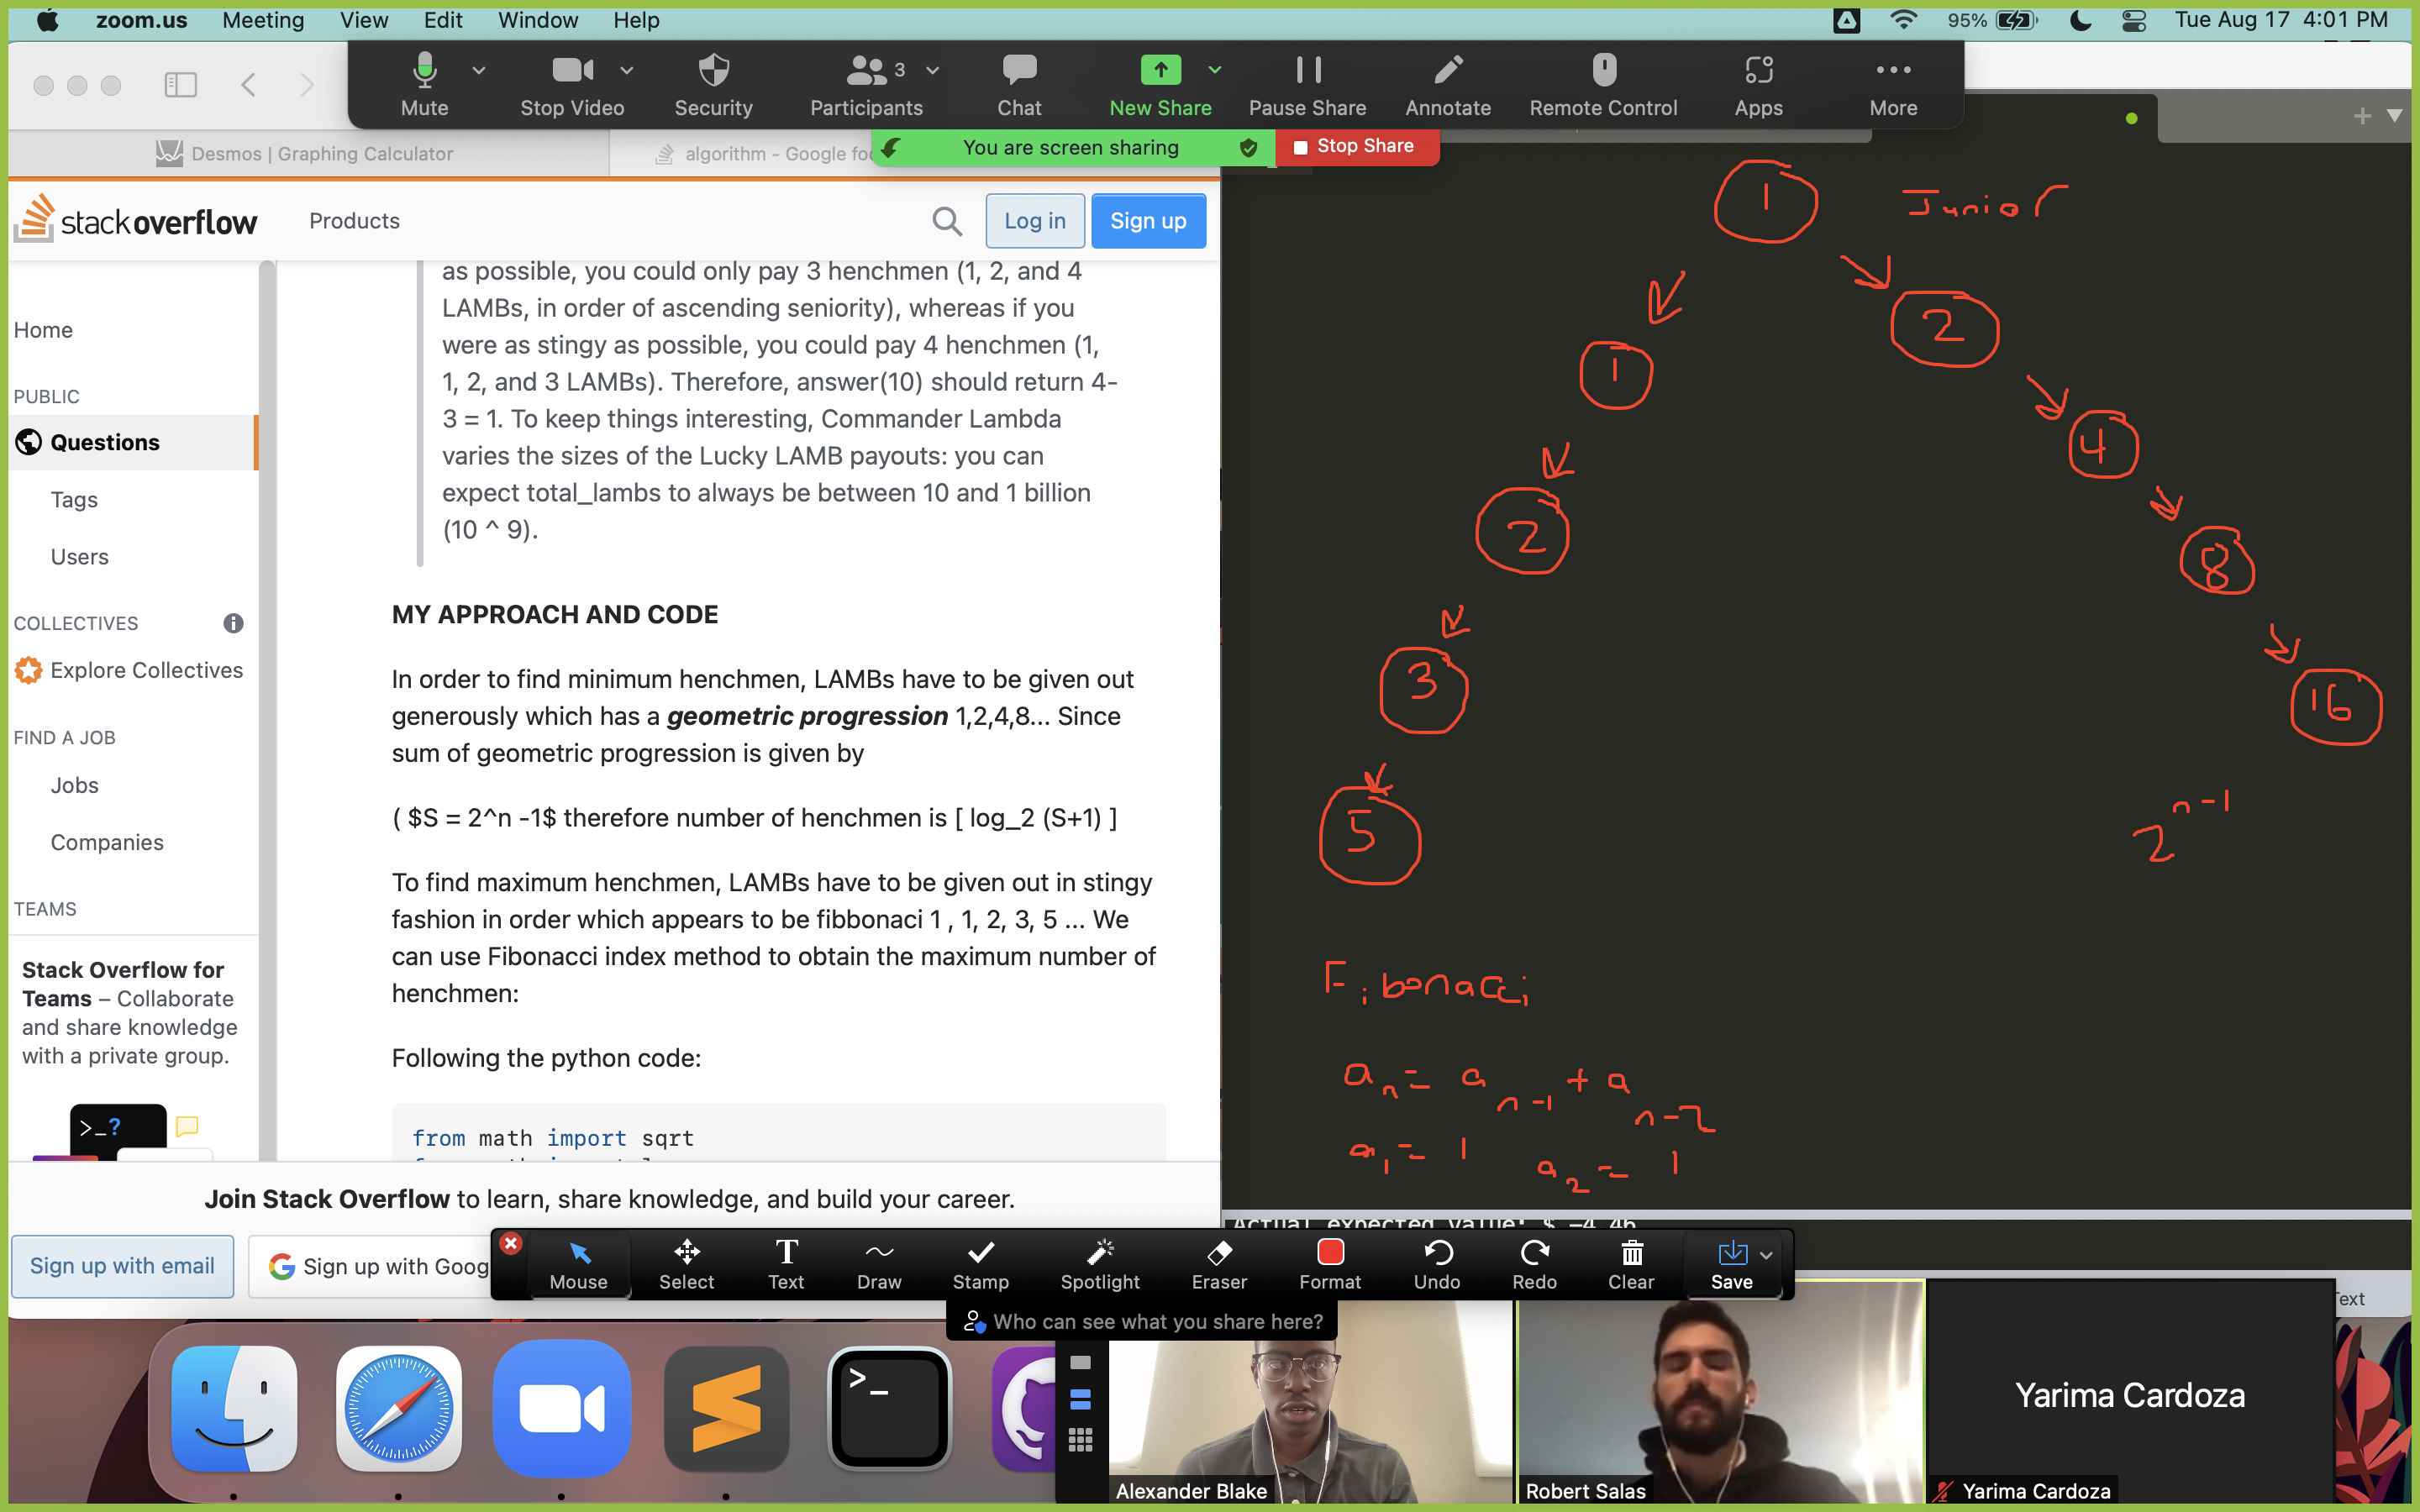 zoom.us Meeting View Edit Window Help
95% Tue Aug 17 4:01 PM
Mute Stop Video Security Participants 3 Chat New Share Pause Share Annotate Remote Control Apps More
You are screen sharing Stop Share
Desmos | Graphing Calculator
algorithm - Google
stackoverflow Products Log in Sign up
Home
PUBLIC
Questions
Tags
Users
COLLECTIVES
Explore Collectives
FIND A JOB
Jobs
Companies
TEAMS
Stack Overflow for
Teams – Collaborate
and share knowledge
with a private group.
>_?
as possible, you could only pay 3 henchmen (1, 2, and 4
LAMBs, in order of ascending seniority), whereas if you
were as stingy as possible, you could pay 4 henchmen (1,
1, 2, and 3 LAMBs). Therefore, answer(10) should return 4-
3 = 1. To keep things interesting, Commander Lambda
varies the sizes of the Lucky LAMB payouts: you can
expect total_lambs to always be between 10 and 1 billion
(10 ^ 9).
MY APPROACH AND CODE
In order to find minimum henchmen, LAMBs have to be given out
generously which has a geometric progression 1,2,4,8... Since
sum of geometric progression is given by
( $S = 2^n -1$ therefore number of henchmen is [ log_2 (S+1) ]
To find maximum henchmen, LAMBs have to be given out in stingy
fashion in order which appears to be fibbonaci 1 , 1, 2, 3, 5 ... We
can use Fibonacci index method to obtain the maximum number of
henchmen:
Following the python code:
from math import sqrt
Join Stack Overflow to learn, share knowledge, and build your career.
Sign up with email
Sign up with Goog
1 Junior
1 2
2 4
3 8
5 16
2^n-1
Fibonacci
a_n = a_n-1 + a_n-2
a_1 = 1 a_2 = 1
Actual expected value: $ -4.46
Mouse Select Text Draw Stamp Spotlight Eraser Format Undo Redo Clear Save
Who can see what you share here?
>_
Alexander Blake
Robert Salas
Yarima Cardoza
Yarima Cardoza